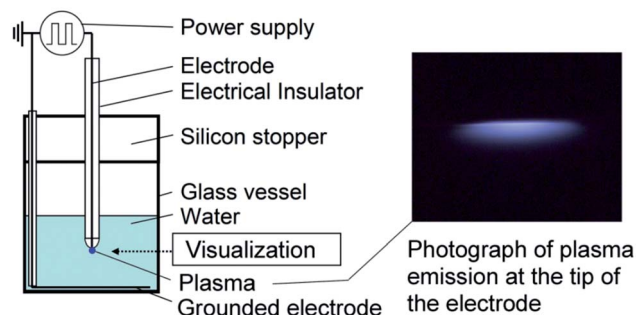 Power supply
Electrode
Electrical Insulator
Silicon stopper
Glass vessel
Water
Visualization
Plasma
Grounded electrode
Photograph of plasma
emission at the tip of
the electrode